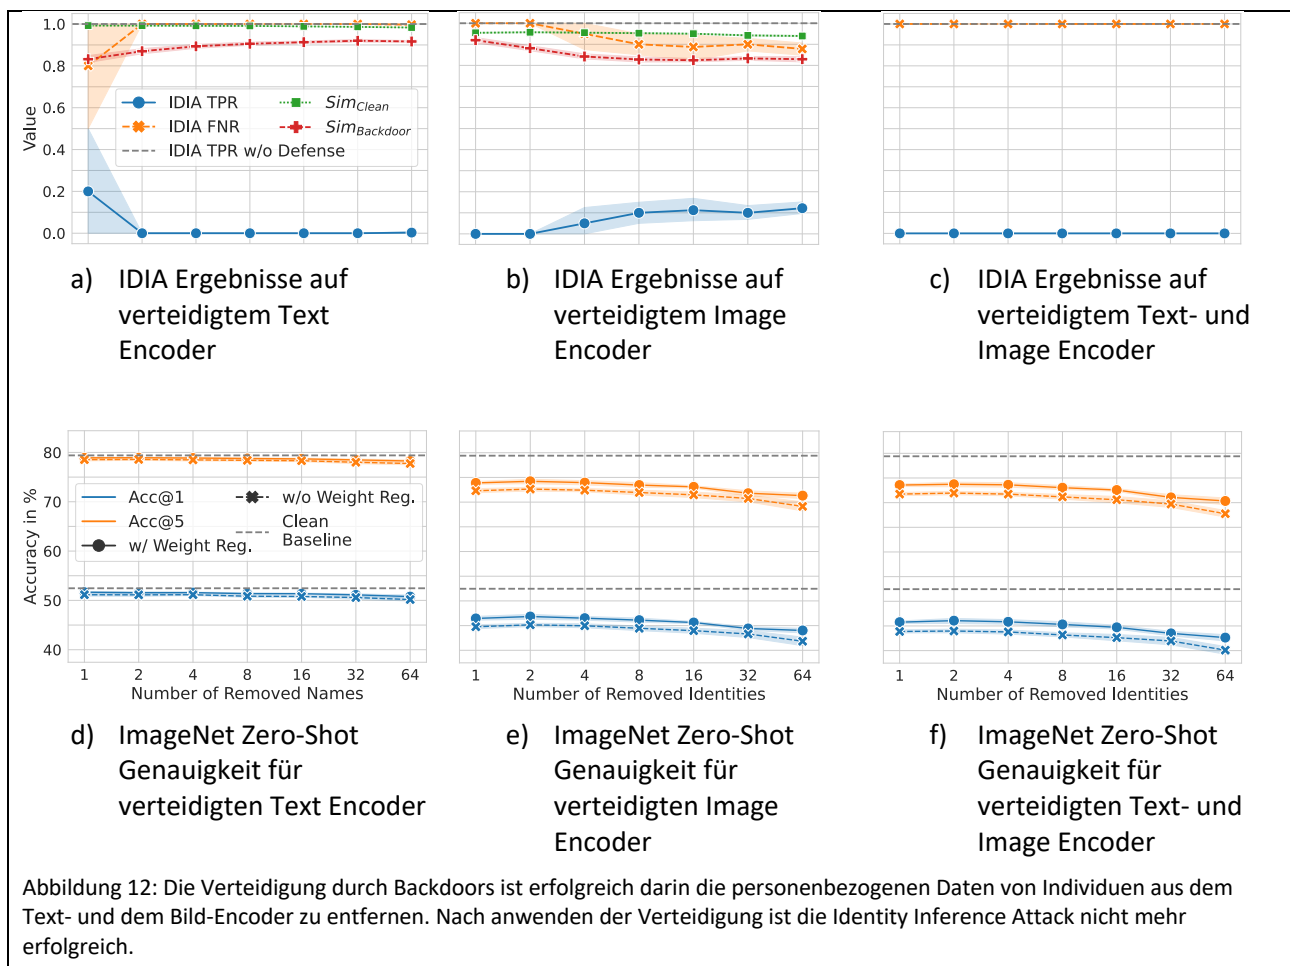 1.0
0.8
0.6
0.4
0.2
0.0
Value
IDIA TPR
IDIA FNR
IDIA TPR w/o Defense
Sim_Clean
Sim_Backdoor
a) IDIA Ergebnisse auf
verteidigtem Text
Encoder
b) IDIA Ergebnisse auf
verteidigtem Image
Encoder
c) IDIA Ergebnisse auf
verteidigtem Text- und
Image Encoder
80
70
60
50
40
Accuracy in %
Acc@1
Acc@5
w/ Weight Reg.
w/o Weight Reg.
Clean
Baseline
1 2 4 8 16 32 64
Number of Removed Names
1 2 4 8 16 32 64
Number of Removed Identities
1 2 4 8 16 32 64
Number of Removed Identities
d) ImageNet Zero-Shot
Genauigkeit für
verteidigten Text Encoder
e) ImageNet Zero-Shot
Genauigkeit für
verteidigten Image
Encoder
f) ImageNet Zero-Shot
Genauigkeit für
verteidigten Text- und
Image Encoder
Abbildung 12: Die Verteidigung durch Backdoors ist erfolgreich darin die personenbezogenen Daten von Individuen aus dem
Text- und dem Bild-Encoder zu entfernen. Nach anwenden der Verteidigung ist die Identity Inference Attack nicht mehr
erfolgreich.